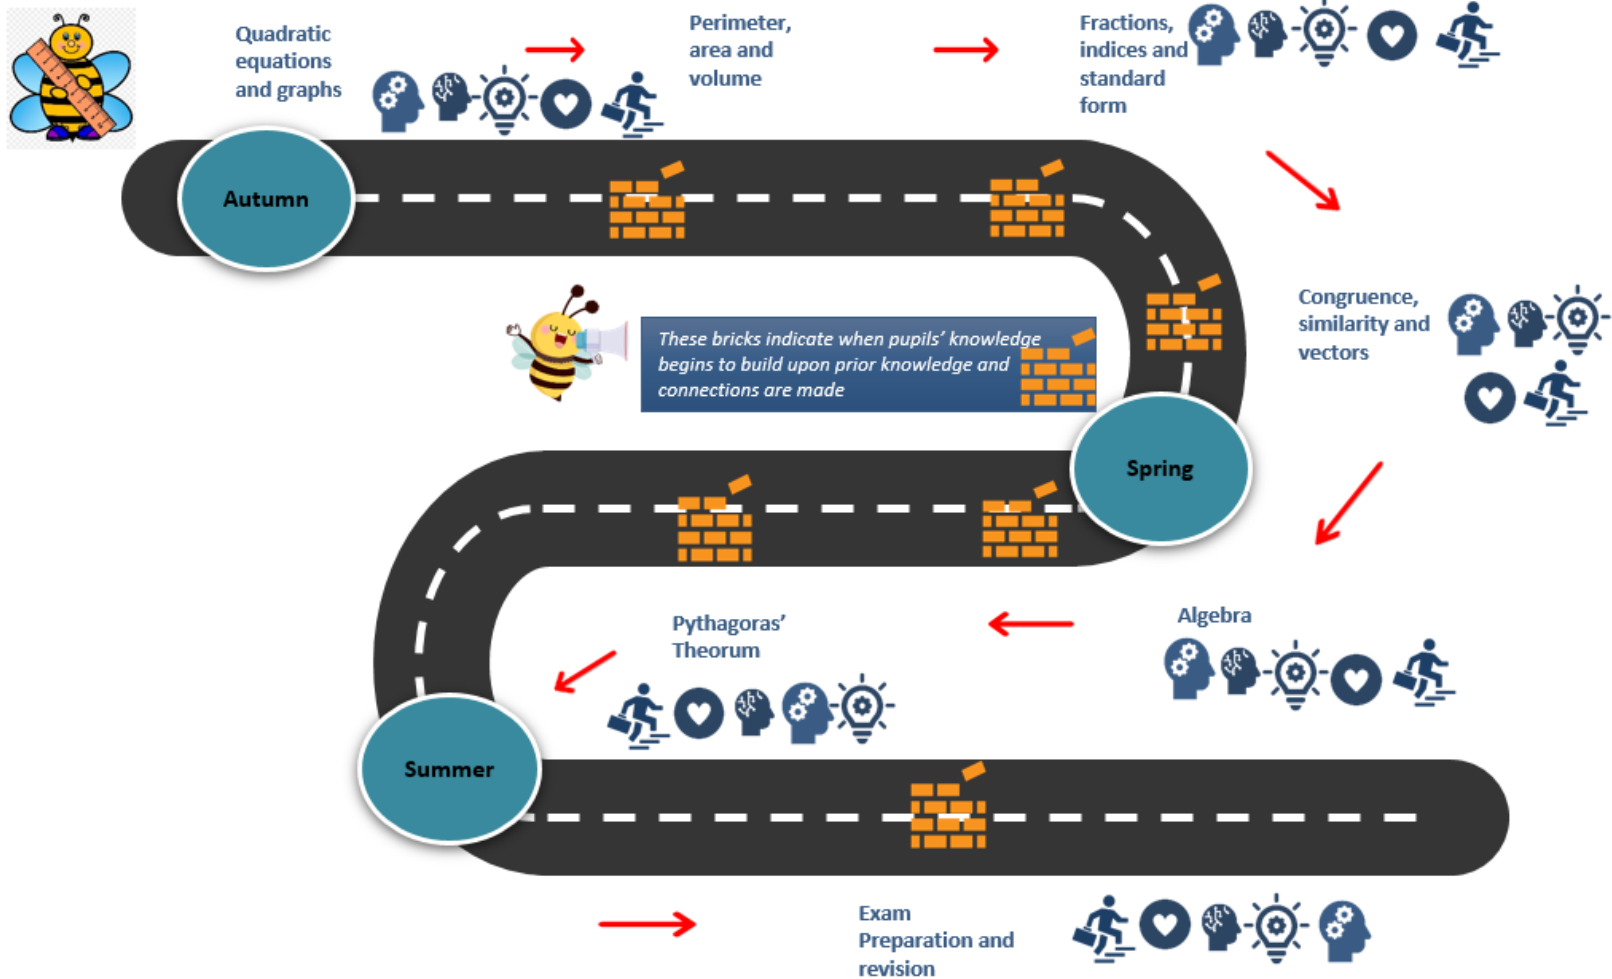 Quadratic
equations
and graphs
Perimeter,
area and
volume
Fractions,
indices and
standard
form
Autumn
Congruence,
similarity and
vectors
These bricks indicate when pupils’ knowledge
begins to build upon prior knowledge and
connections are made
Spring
Algebra
Pythagoras’
Theorum
Summer
Exam
Preparation and
revision